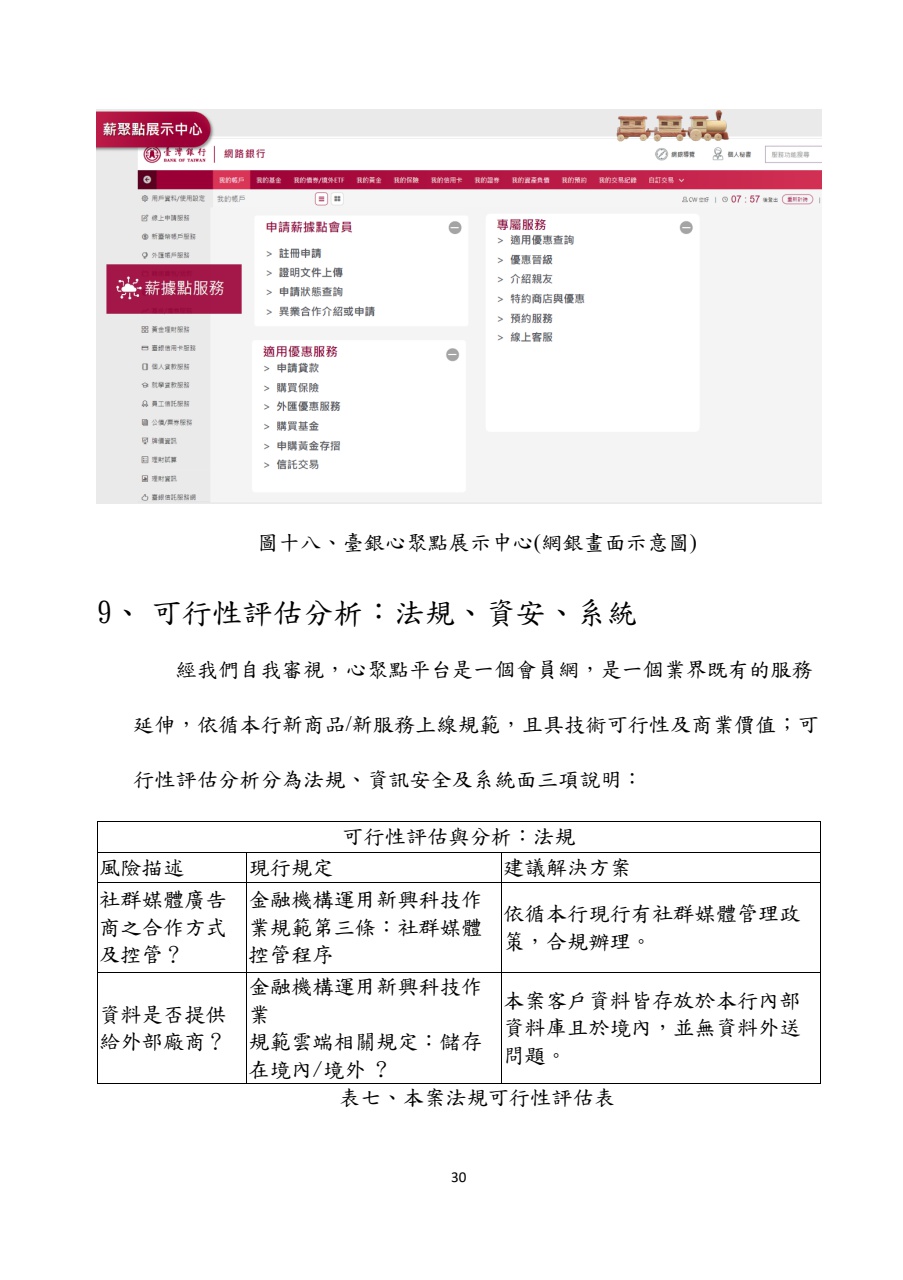 薪聚點展示中心
臺灣銀行
BANK OF TAIWAN
網路銀行
網銀導覽
個人秘書
服務功能搜尋
我的帳戶 我的基金 我的債券/境外ETF 我的黃金 我的保險 我的信用卡 我的證券 我的資產負債 我的預約 我的交易紀錄 自訂交易
用戶資料/使用設定
我的帳戶
CW 您好 | 07 : 57 後登出 重新計時 |
線上申請服務
新臺幣帳戶服務
外匯帳戶服務
薪據點服務
黃金理財服務
臺銀信用卡服務
個人貸款服務
就學貸款服務
員工信託服務
公債/票券服務
牌價資訊
理財試算
理財資訊
臺銀信託服務網
申請薪據點會員
> 註冊申請
> 證明文件上傳
> 申請狀態查詢
> 異業合作介紹或申請
專屬服務
> 適用優惠查詢
> 優惠晉級
> 介紹親友
> 特約商店與優惠
> 預約服務
> 線上客服
適用優惠服務
> 申請貸款
> 購買保險
> 外匯優惠服務
> 購買基金
> 申購黃金存摺
> 信託交易
圖十八、臺銀心聚點展示中心(網銀畫面示意圖)
9、 可行性評估分析：法規、資安、系統
經我們自我審視，心聚點平台是一個會員網，是一個業界既有的服務
延伸，依循本行新商品/新服務上線規範，且具技術可行性及商業價值；可
行性評估分析分為法規、資訊安全及系統面三項說明：
可行性評估與分析：法規
風險描述
現行規定
建議解決方案
社群媒體廣告
商之合作方式
及控管？
金融機構運用新興科技作
業規範第三條：社群媒體
控管程序
依循本行現行有社群媒體管理政
策，合規辦理。
資料是否提供
給外部廠商？
金融機構運用新興科技作
業
規範雲端相關規定：儲存
在境內/境外 ？
本案客戶資料皆存放於本行內部
資料庫且於境內，並無資料外送
問題。
表七、本案法規可行性評估表
30